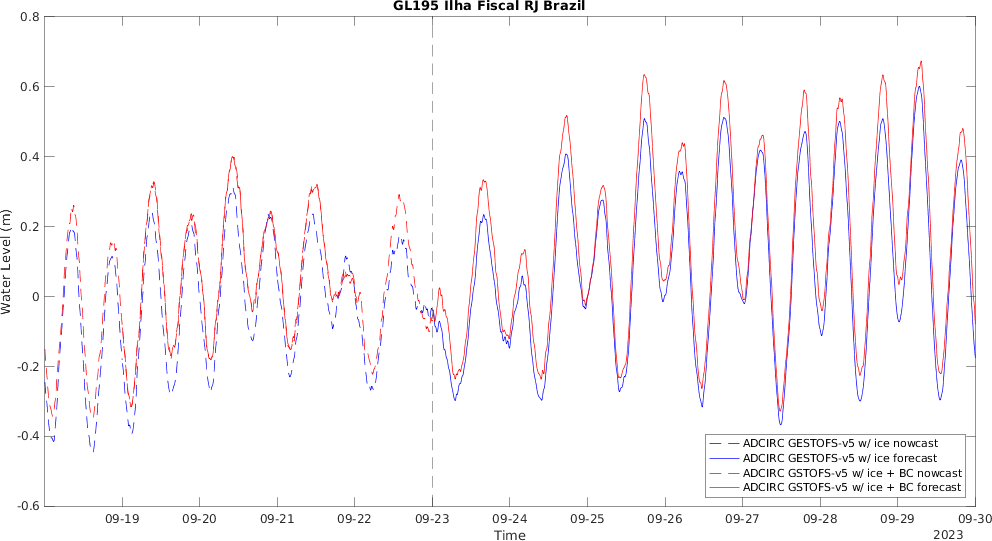 GL195 Ilha Fiscal RJ Brazil
0.8
0.6
0.4
0.2
0
-0.2
-0.4
-0.6
Water Level (m)
ADCIRC GESTOFS-v5 w/ ice nowcast
ADCIRC GESTOFS-v5 w/ ice forecast
ADCIRC GSTOFS-v5 w/ ice + BC nowcast
ADCIRC GSTOFS-v5 w/ ice + BC forecast
09-19 09-20 09-21 09-22 09-23 09-24 09-25 09-26 09-27 09-28 09-29 09-30
Time
2023